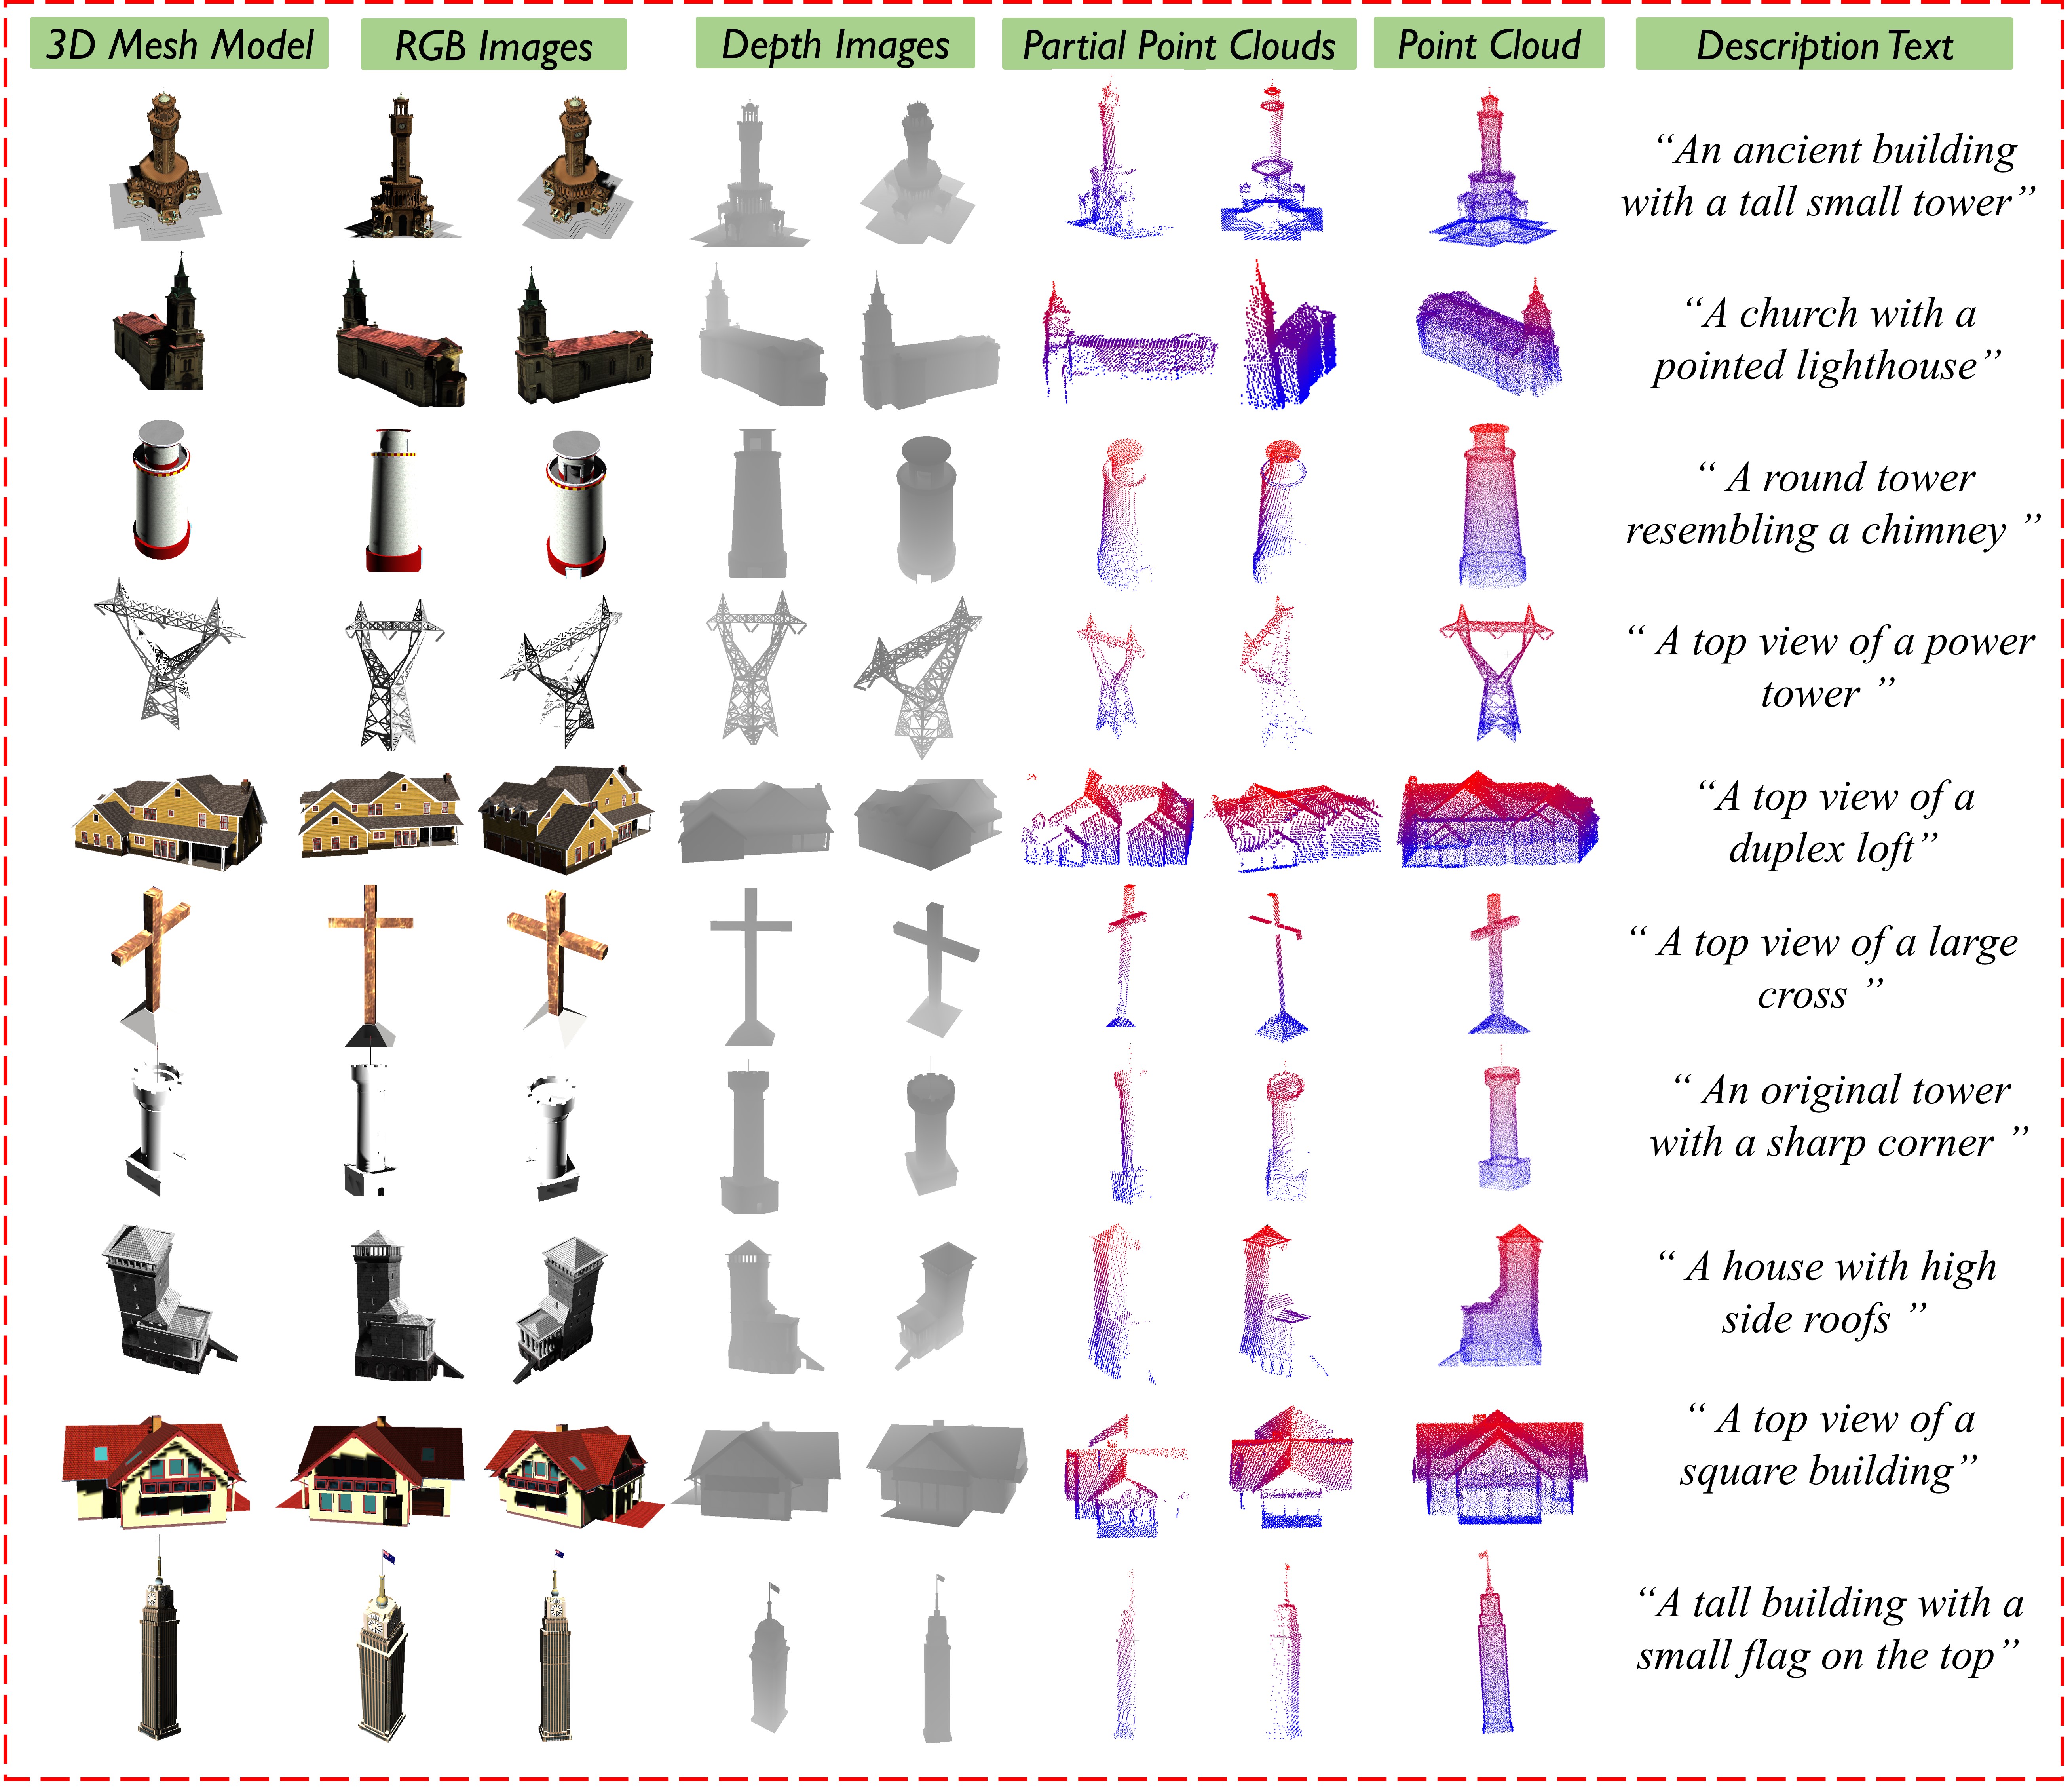 3D Mesh Model
RGB Images
Depth Images
Partial Point Clouds
Point Cloud
Description Text
“An ancient building
with a tall small tower”
“A church with a
pointed lighthouse”
“ A round tower
resembling a chimney ”
“ A top view of a power
tower ”
“A top view of a
duplex loft”
“ A top view of a large
cross ”
“ An original tower
with a sharp corner ”
“ A house with high
side roofs ”
“ A top view of a
square building”
“A tall building with a
small flag on the top”